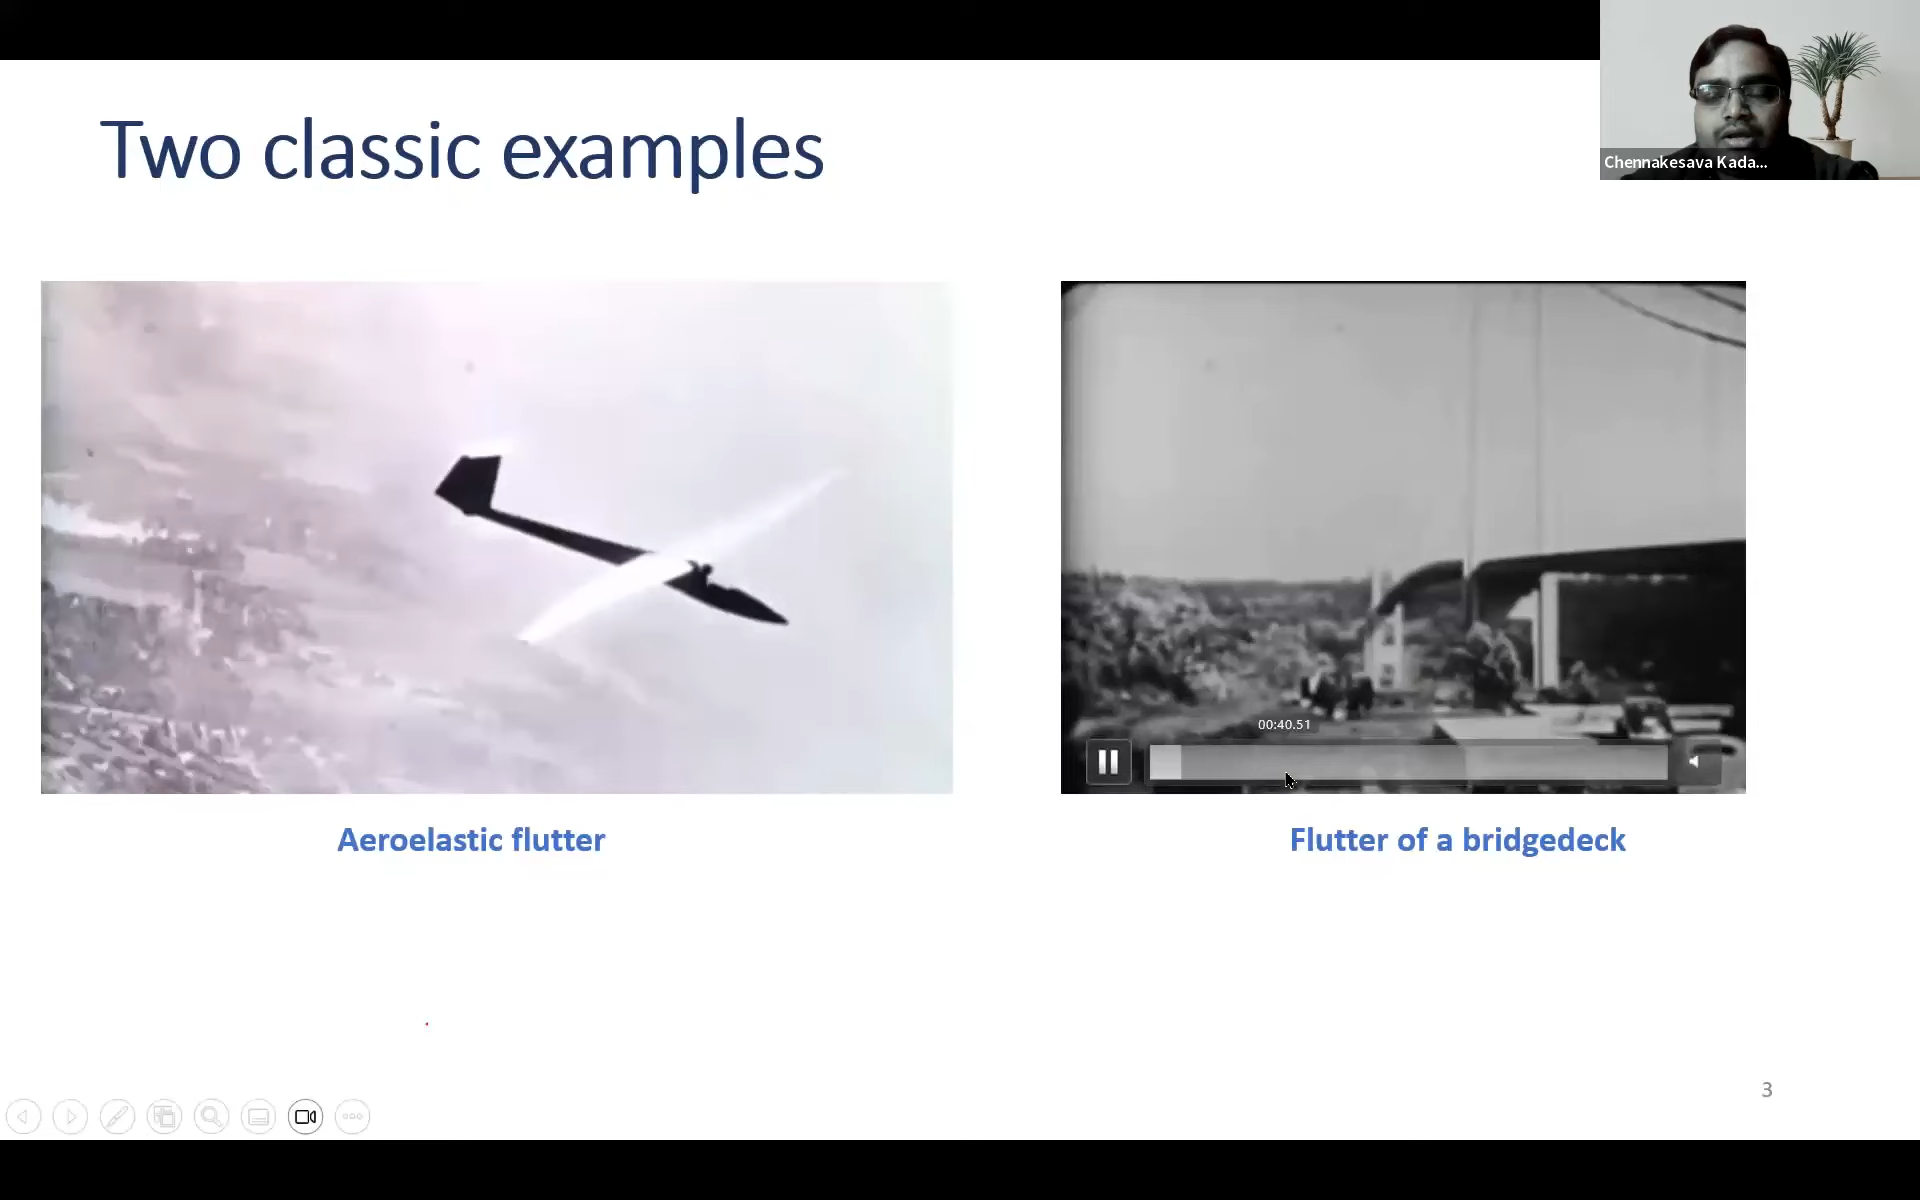 Two classic examples
Chennakesava Kada...
00:40.51
Aeroelastic flutter
Flutter of a bridgedeck
3